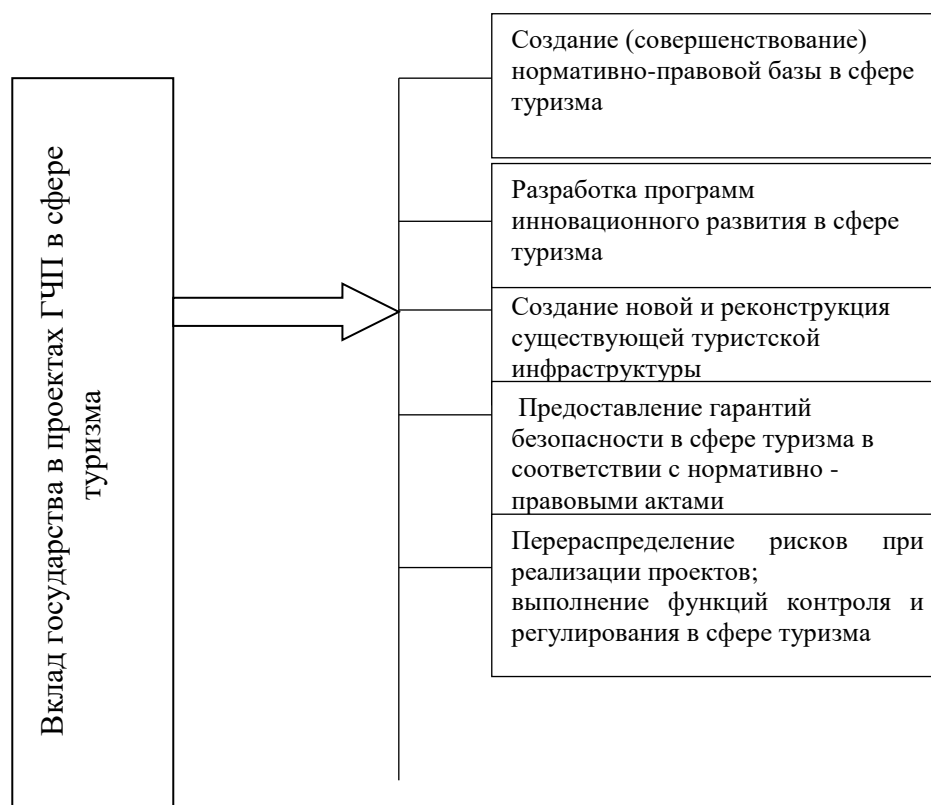 Вклад государства в проектах ГЧП в сфере
туризма
Создание (совершенствование)
нормативно-правовой базы в сфере
туризма
Разработка программ
инновационного развития в сфере
туризма
Создание новой и реконструкция
существующей туристской
инфраструктуры
Предоставление гарантий
безопасности в сфере туризма в
соответствии с нормативно -
правовыми актами
Перераспределение рисков при
реализации проектов;
выполнение функций контроля и
регулирования в сфере туризма